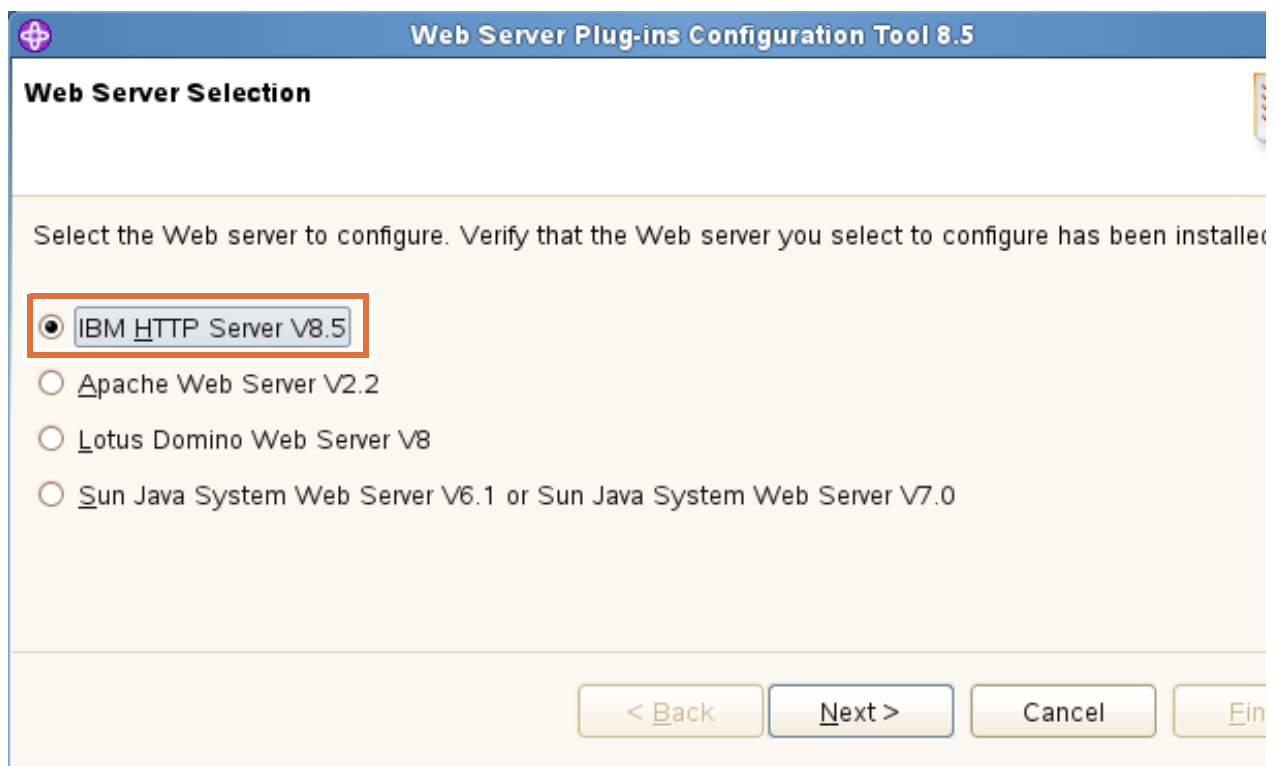 Web Server Plug-ins Configuration Tool 8.5
Web Server Selection
Select the Web server to configure. Verify that the Web server you select to configure has been installed
IBM HTTP Server V8.5
Apache Web Server V2.2
Lotus Domino Web Server V8
Sun Java System Web Server V6.1 or Sun Java System Web Server V7.0
< Back Next > Cancel